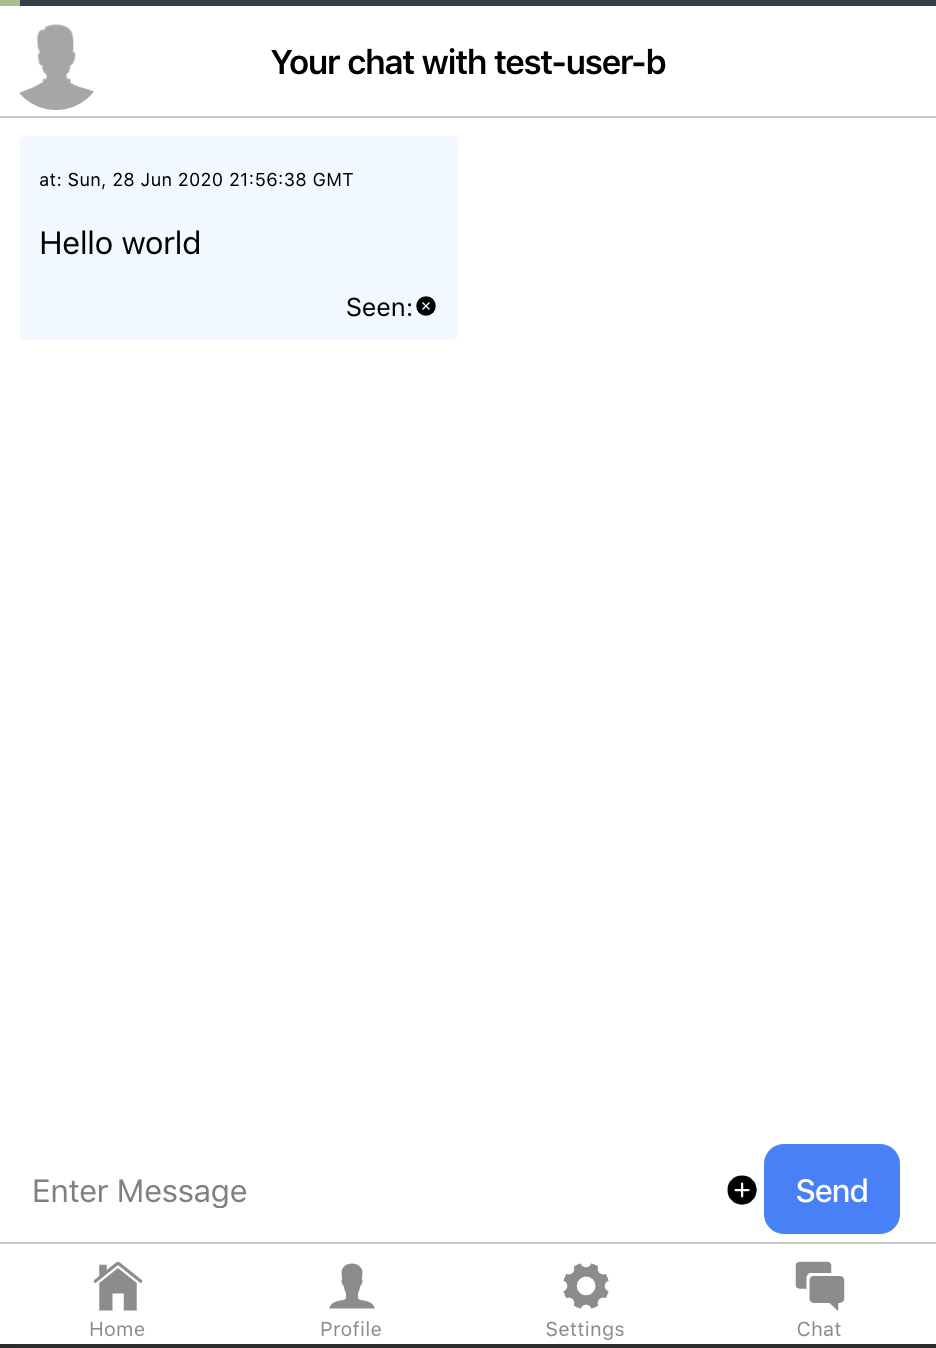 Your chat with test-user-b
at: Sun, 28 Jun 2020 21:56:38 GMT
Hello world
Seen:
Enter Message
Send
Home
Profile
Settings
Chat